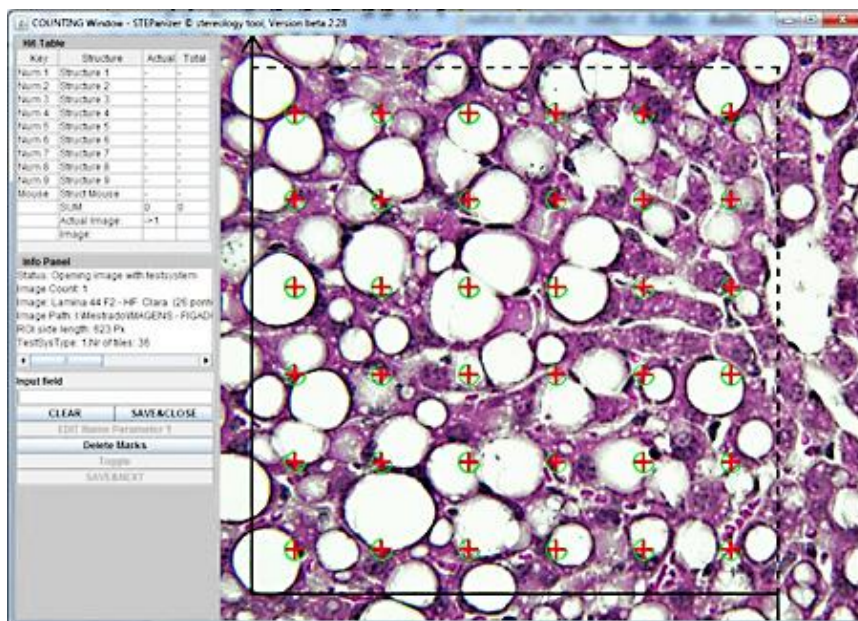 COUNTING Window - STEPanizer © stereology tool, Version beta 2.28
Hit Table
Key Structure Actual Total
Num 1 Structure 1 - -
Num 2 Structure 2 - -
Num 3 Structure 3 - -
Num 4 Structure 4 - -
Num 5 Structure 5 - -
Num 6 Structure 6 - -
Num 7 Structure 7 - -
Num 8 Structure 8 - -
Num 9 Structure 9 - -
Mouse Struct Mouse - -
SUM 0 0
Actual Image: ->1
Image:
Info Panel
Status: Opening image with testsystem
Image Count: 1
Image: Lamina 44 F2 - HF Clara (26 pont
Image Path: I:\Mestrado\IMAGENS - FIGAD
ROI side length: 623 Px
TestSysType: 1,Nr of tiles: 36
Input field
CLEAR SAVE&CLOSE
EDIT Name Parameter 1
Delete Marks
Toggle
SAVE&NEXT